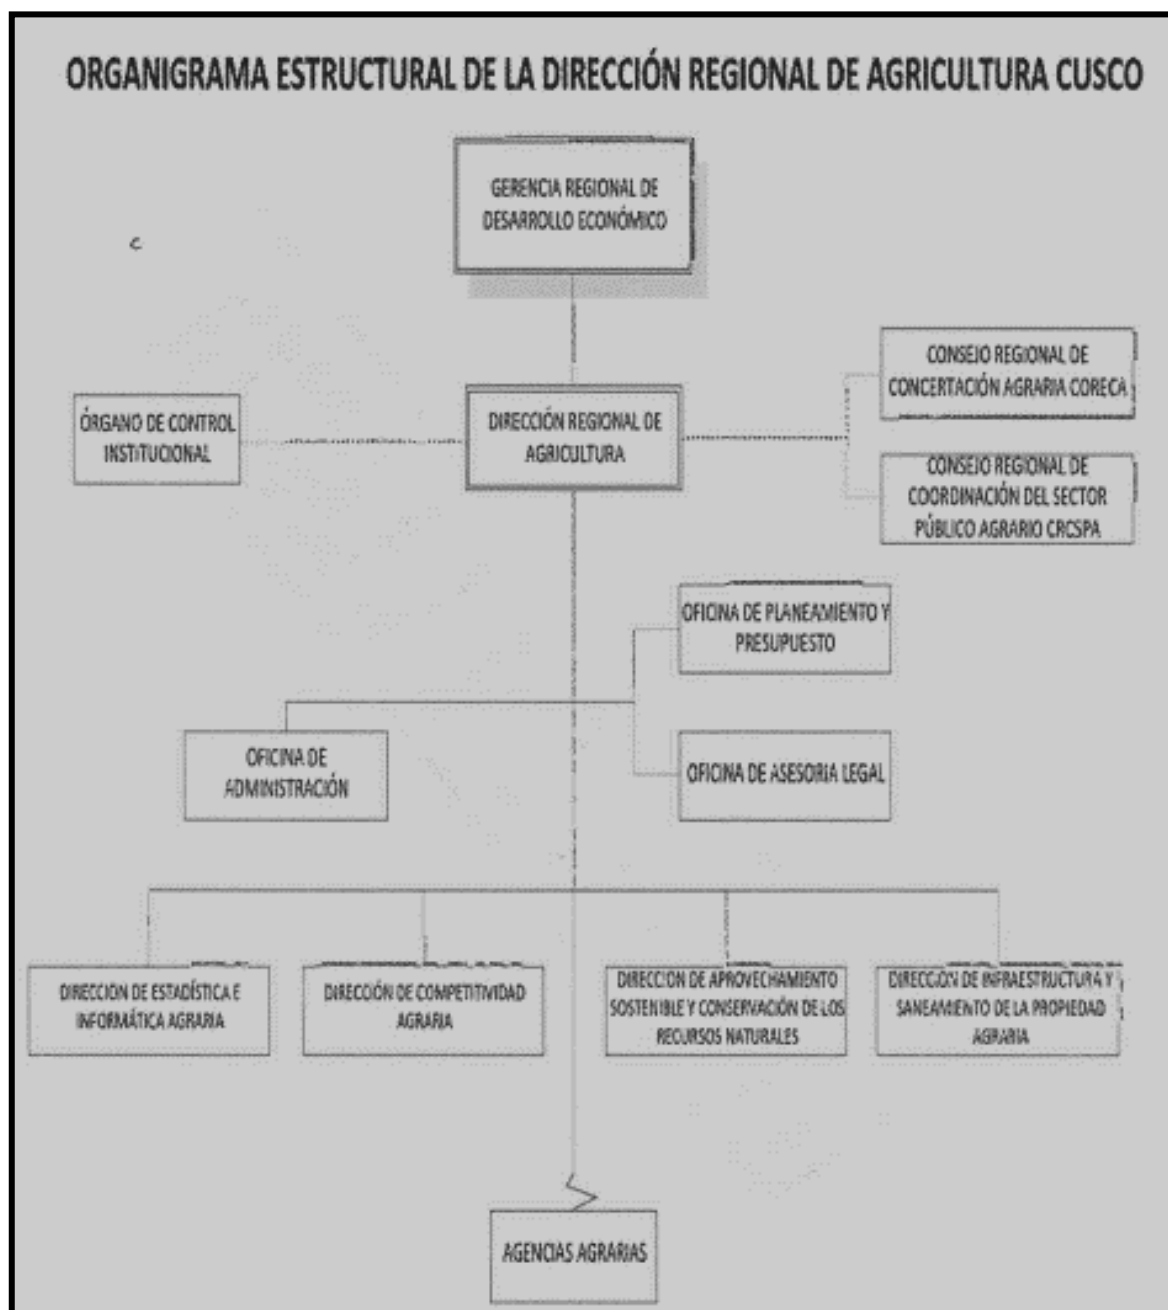 ORGANIGRAMA ESTRUCTURAL DE LA DIRECCIÓN REGIONAL DE AGRICULTURA CUSCO
GERENCIA REGIONAL DE
DESARROLLO ECONÓMICO
c
CONSEJO REGIONAL DE
CONCERTACIÓN AGRARIA CORECA
ÓRGANO DE CONTROL
INSTITUCIONAL
DIRECCIÓN REGIONAL DE
AGRICULTURA
CONSEJO REGIONAL DE
COORDINACIÓN DEL SECTOR
PÚBLICO AGRARIO CRCSPA
OFICINA DE PLANEAMIENTO Y
PRESUPUESTO
OFICINA DE
ADMINISTRACIÓN
OFICINA DE ASESORIA LEGAL
DIRECCIÓN DE ESTADÍSTICA E
INFORMÁTICA AGRARIA
DIRECCIÓN DE COMPETITIVIDAD
AGRARIA
DIRECCIÓN DE APROVECHAMIENTO
SOSTENIBLE Y CONSERVACIÓN DE LOS
RECURSOS NATURALES
DIRECCIÓN DE INFRAESTRUCTURA Y
SANEAMIENTO DE LA PROPIEDAD
AGRARIA
AGENCIAS AGRARIAS